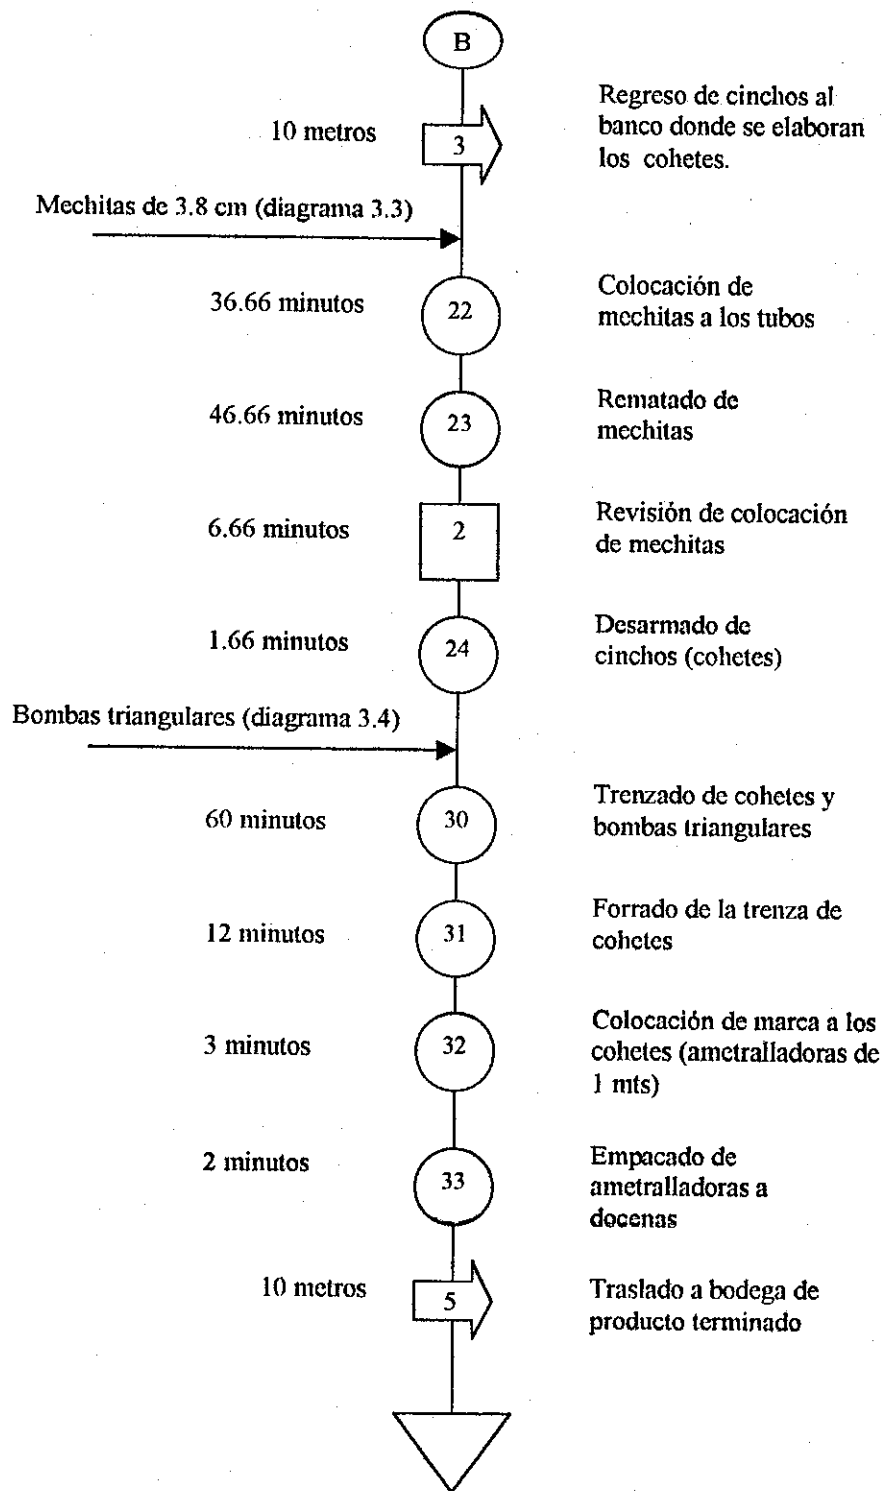 B
10 metros
3
Regreso de cinchos al
banco donde se elaboran
los cohetes.
Mechitas de 3.8 cm (diagrama 3.3)
36.66 minutos
22
Colocación de
mechitas a los tubos
46.66 minutos
23
Rematado de
mechitas
6.66 minutos
2
Revisión de colocación
de mechitas
1.66 minutos
24
Desarmado de
cinchos (cohetes)
Bombas triangulares (diagrama 3.4)
60 minutos
30
Trenzado de cohetes y
bombas triangulares
12 minutos
31
Forrado de la trenza de
cohetes
3 minutos
32
Colocación de marca a los
cohetes (ametralladoras de
1 mts)
2 minutos
33
Empacado de
ametralladoras a
docenas
10 metros
5
Traslado a bodega de
producto terminado